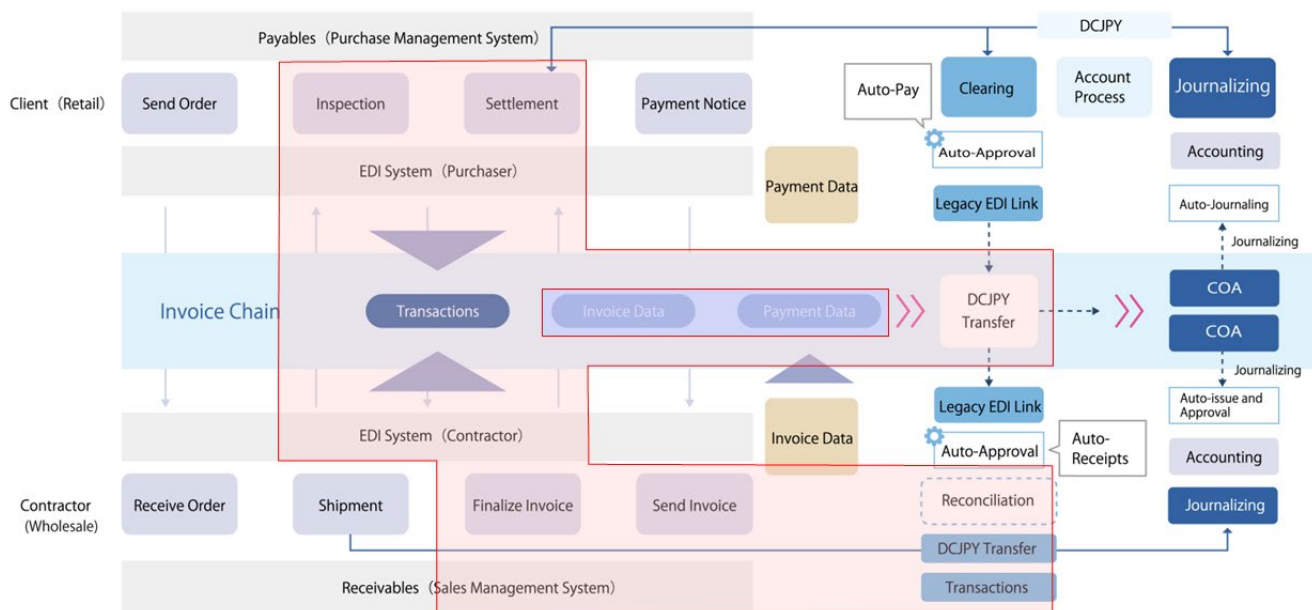 Payables（Purchase Management System）
DCJPY
Client（Retail）
Send Order
Inspection
Settlement
Payment Notice
Auto-Pay
Clearing
Account
Process
Journalizing
Auto-Approval
Accounting
EDI System（Purchaser）
Payment Data
Legacy EDI Link
Auto-Journaling
Journalizing
Invoice Chain
Transactions
Invoice Data
Payment Data
DCJPY
Transfer
COA
COA
Journalizing
Legacy EDI Link
Auto-issue and
Approval
EDI System（Contractor）
Invoice Data
Auto-Approval
Auto-
Receipts
Accounting
Contractor
（Wholesale）
Receive Order
Shipment
Finalize Invoice
Send Invoice
Reconciliation
Journalizing
DCJPY Transfer
Receivables（Sales Management System）
Transactions